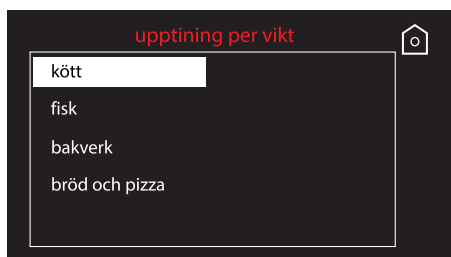 upptining per vikt
kött
fisk
bakverk
bröd och pizza